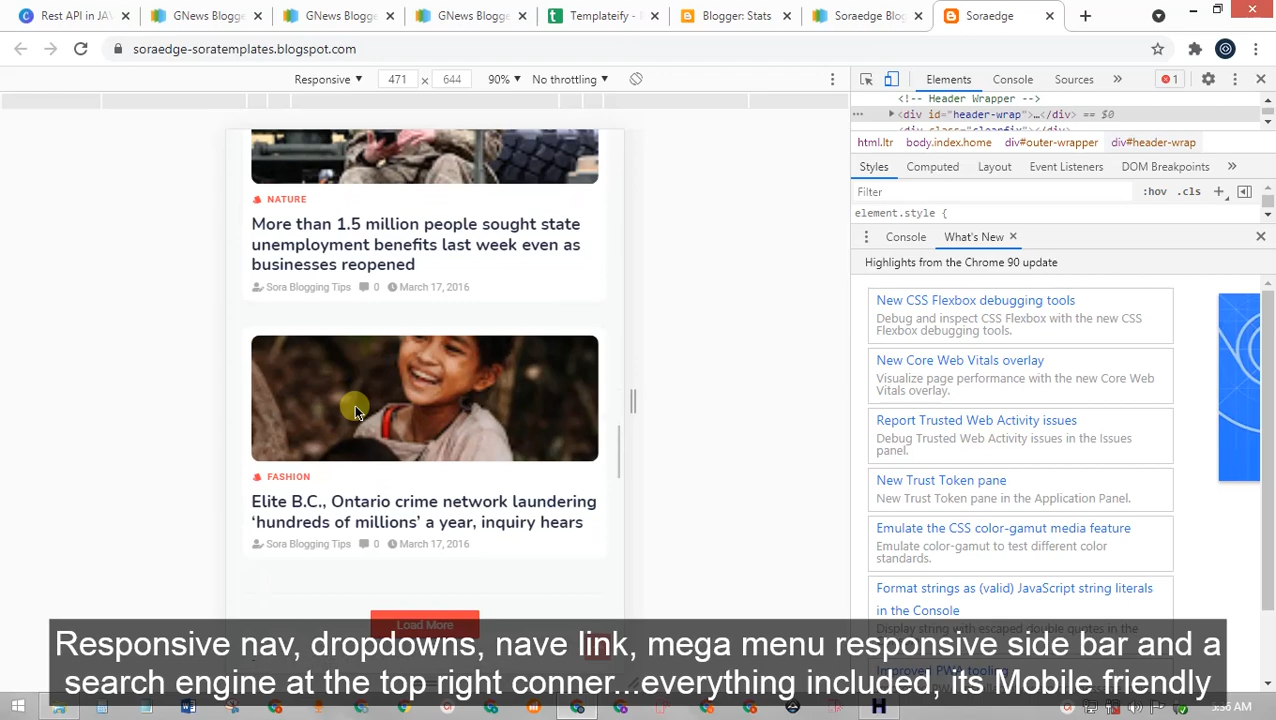 Rest API in JAV
GNews Blogge
GNews Blogge
GNews Blogge
Templateify -
Blogger: Stats
Soraedge Blog
Soraedge
soraedge-soratemplates.blogspot.com
Responsive 471 × 644 90% No throttling
Elements Console Sources » 1
<!-- Header Wrapper -->
<div id="header-wrap">…</div> == $0
html.ltr body.index.home div#outer-wrapper div#header-wrap
Styles Computed Layout Event Listeners DOM Breakpoints »
Filter :hov .cls +
element.style {
Console What's New
Highlights from the Chrome 90 update
New CSS Flexbox debugging tools
Debug and inspect CSS Flexbox with the new CSS
Flexbox debugging tools.
New Core Web Vitals overlay
Visualize page performance with the new Core Web
Vitals overlay.
Report Trusted Web Activity issues
Debug Trusted Web Activity issues in the Issues
panel.
New Trust Token pane
New Trust Token pane in the Application Panel.
Emulate the CSS color-gamut media feature
Emulate color-gamut to test different color
standards.
Format strings as (valid) JavaScript string literals
in the Console
NATURE
More than 1.5 million people sought state
unemployment benefits last week even as
businesses reopened
Sora Blogging Tips 0 March 17, 2016
FASHION
Elite B.C., Ontario crime network laundering
‘hundreds of millions’ a year, inquiry hears
Sora Blogging Tips 0 March 17, 2016
Load More
Responsive nav, dropdowns, nave link, mega menu responsive side bar and a
search engine at the top right conner...everything included, its Mobile friendly
5:56 AM